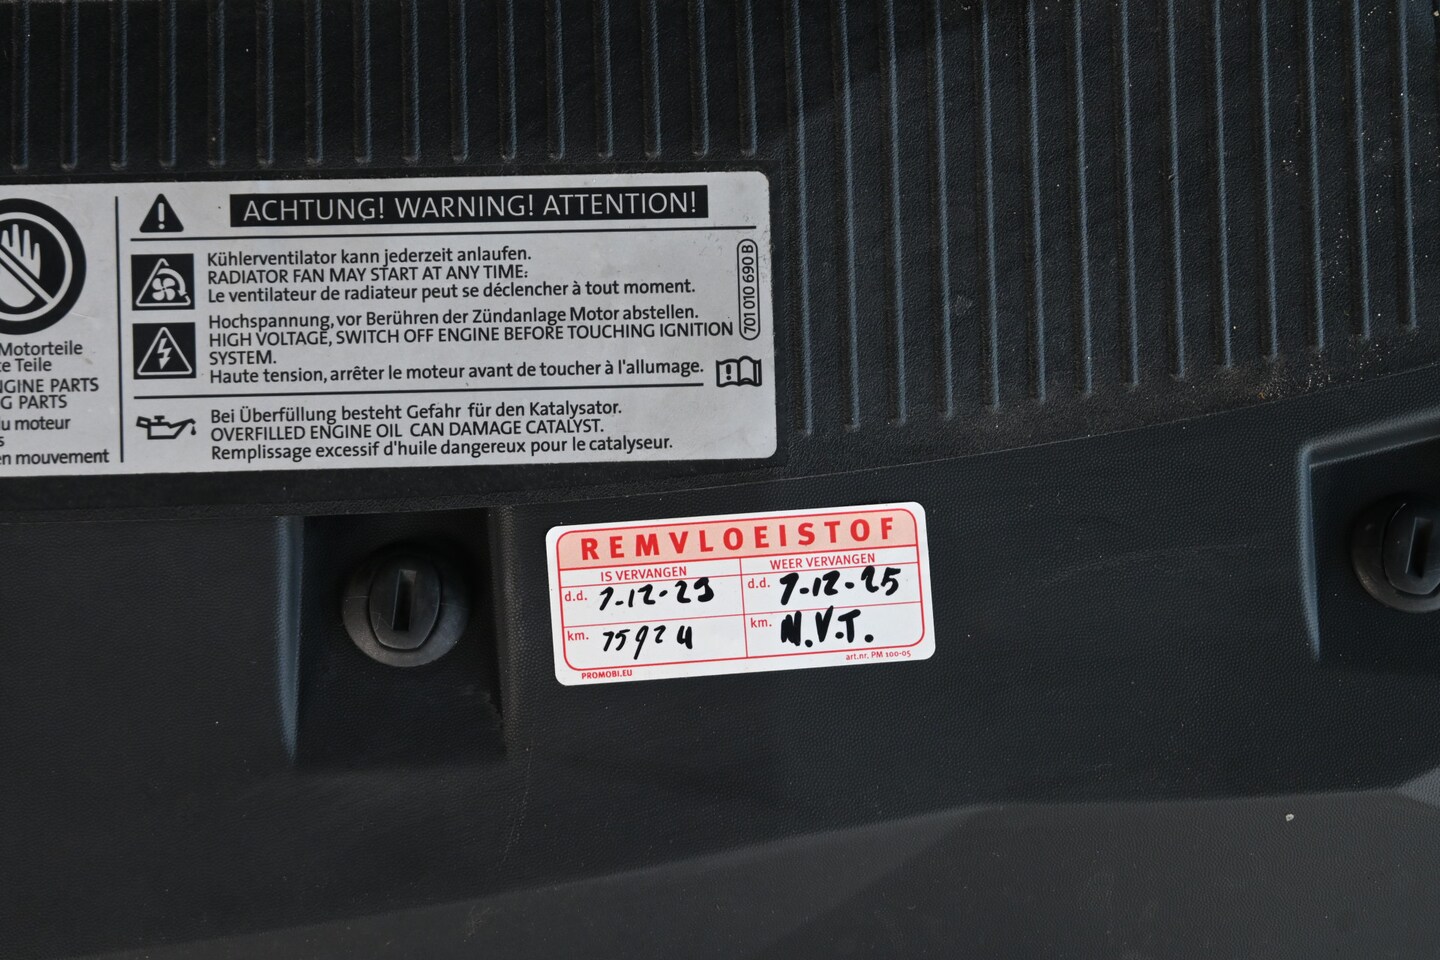 ACHTUNG! WARNING! ATTENTION!
Kühlerventilator kann jederzeit anlaufen.
RADIATOR FAN MAY START AT ANY TIME:
Le ventilateur de radiateur peut se déclencher à tout moment.
Hochspannung, vor Berühren der Zündanlage Motor abstellen.
HIGH VOLTAGE, SWITCH OFF ENGINE BEFORE TOUCHING IGNITION
SYSTEM.
Haute tension, arrêter le moteur avant de toucher à l'allumage.
Bei Überfüllung besteht Gefahr für den Katalysator.
OVERFILLED ENGINE OIL CAN DAMAGE CATALYST.
Remplissage excessif d'huile dangereux pour le catalyseur.
701 010 690 B
Motorteile
te Teile
NGINE PARTS
G PARTS
du moteur
s
en mouvement
REMVLOEISTOF
IS VERVANGEN
WEER VERVANGEN
d.d. 7-12-23
d.d. 7-12-25
km. 75924
km. N.V.T.
PROMOBI.EU
art.nr. PM 100-05